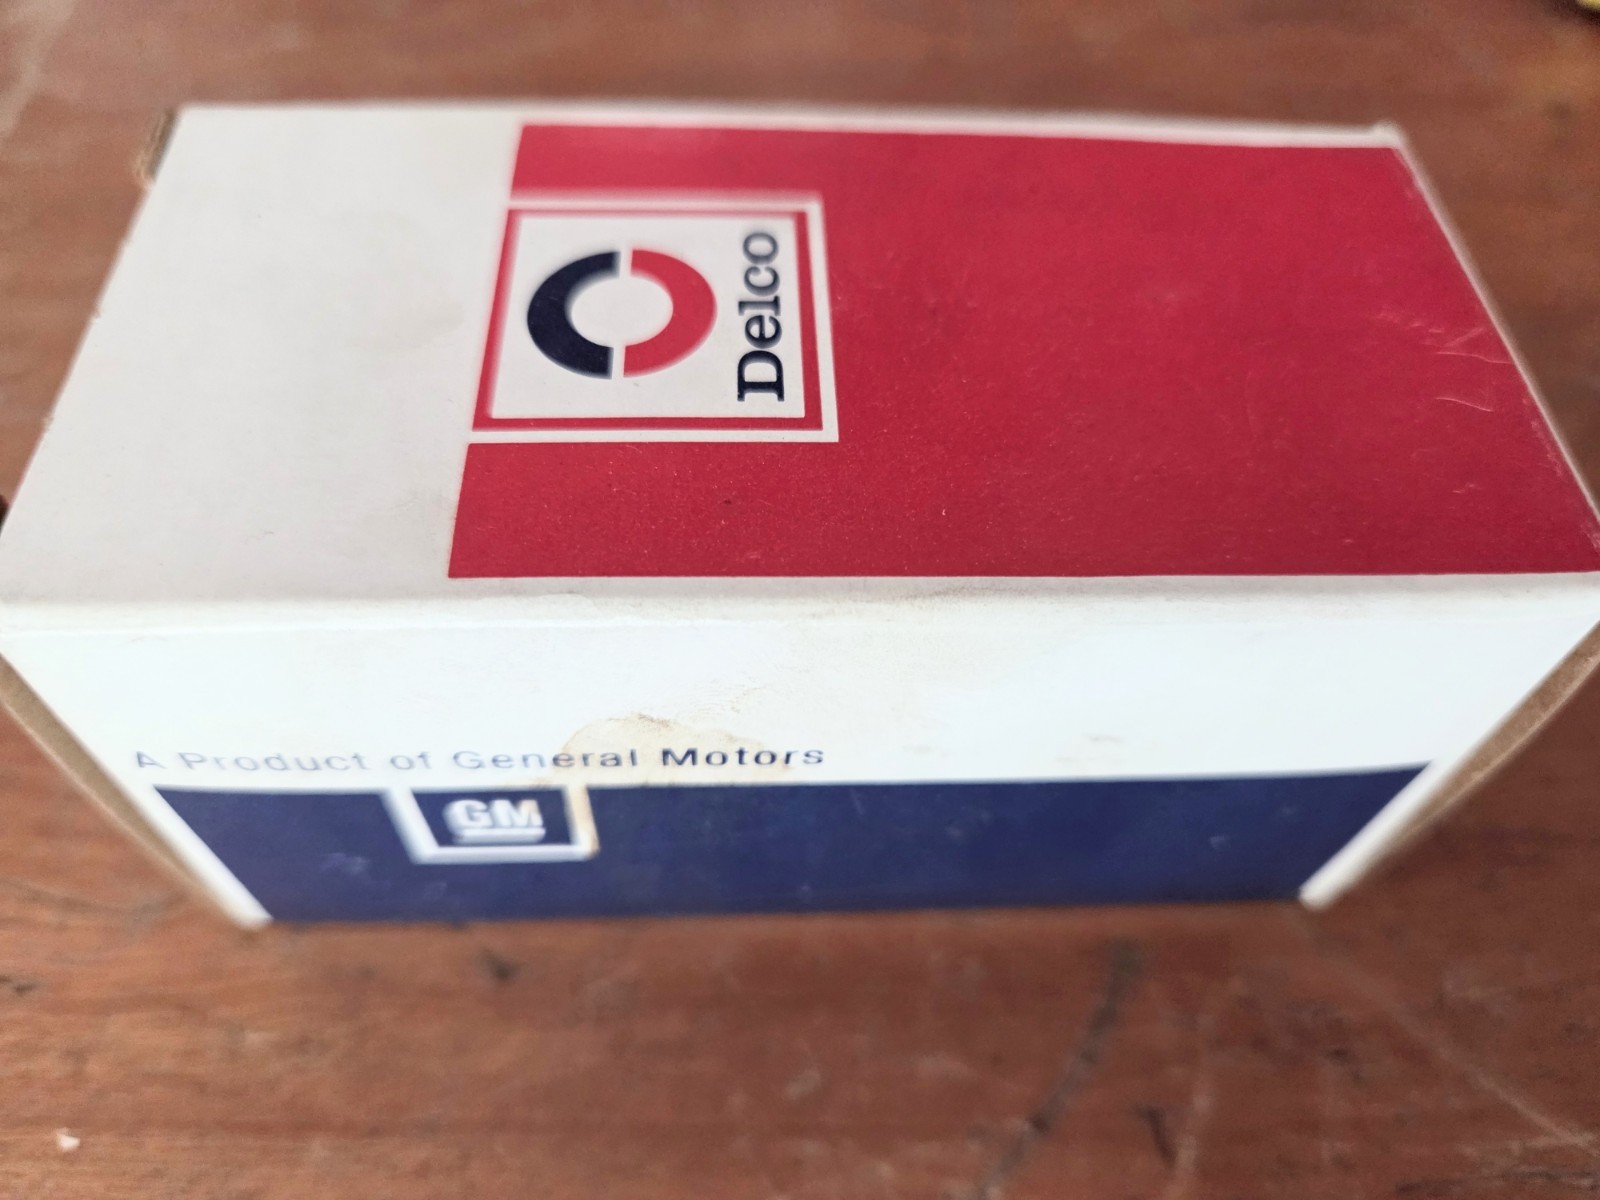 Delco
A Product of General Motors
GM